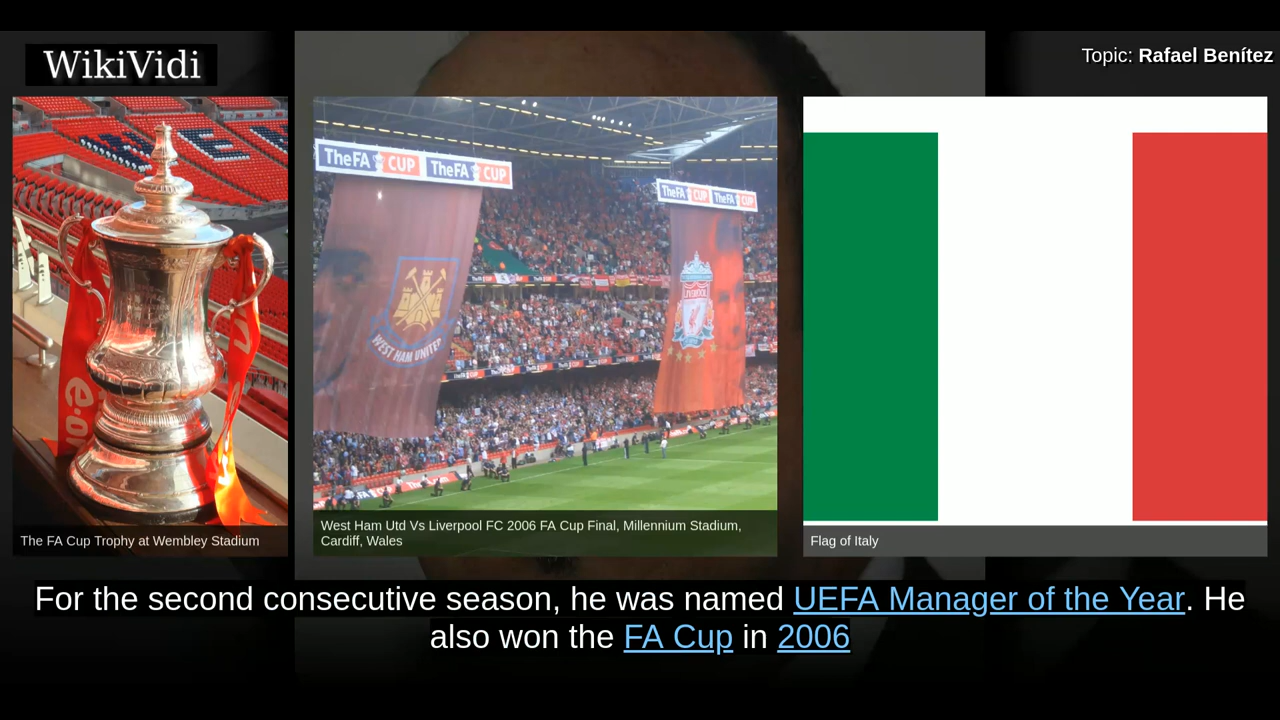 WikiVidi
Topic: Rafael Benítez
TheFA CUP TheFA CUP
TheFA CUP TheFA CUP
WEST HAM UNITED
LIVERPOOL
e·on
The FA Cup Trophy at Wembley Stadium
West Ham Utd Vs Liverpool FC 2006 FA Cup Final, Millennium Stadium,
Cardiff, Wales
Flag of Italy
For the second consecutive season, he was named UEFA Manager of the Year. He
also won the FA Cup in 2006